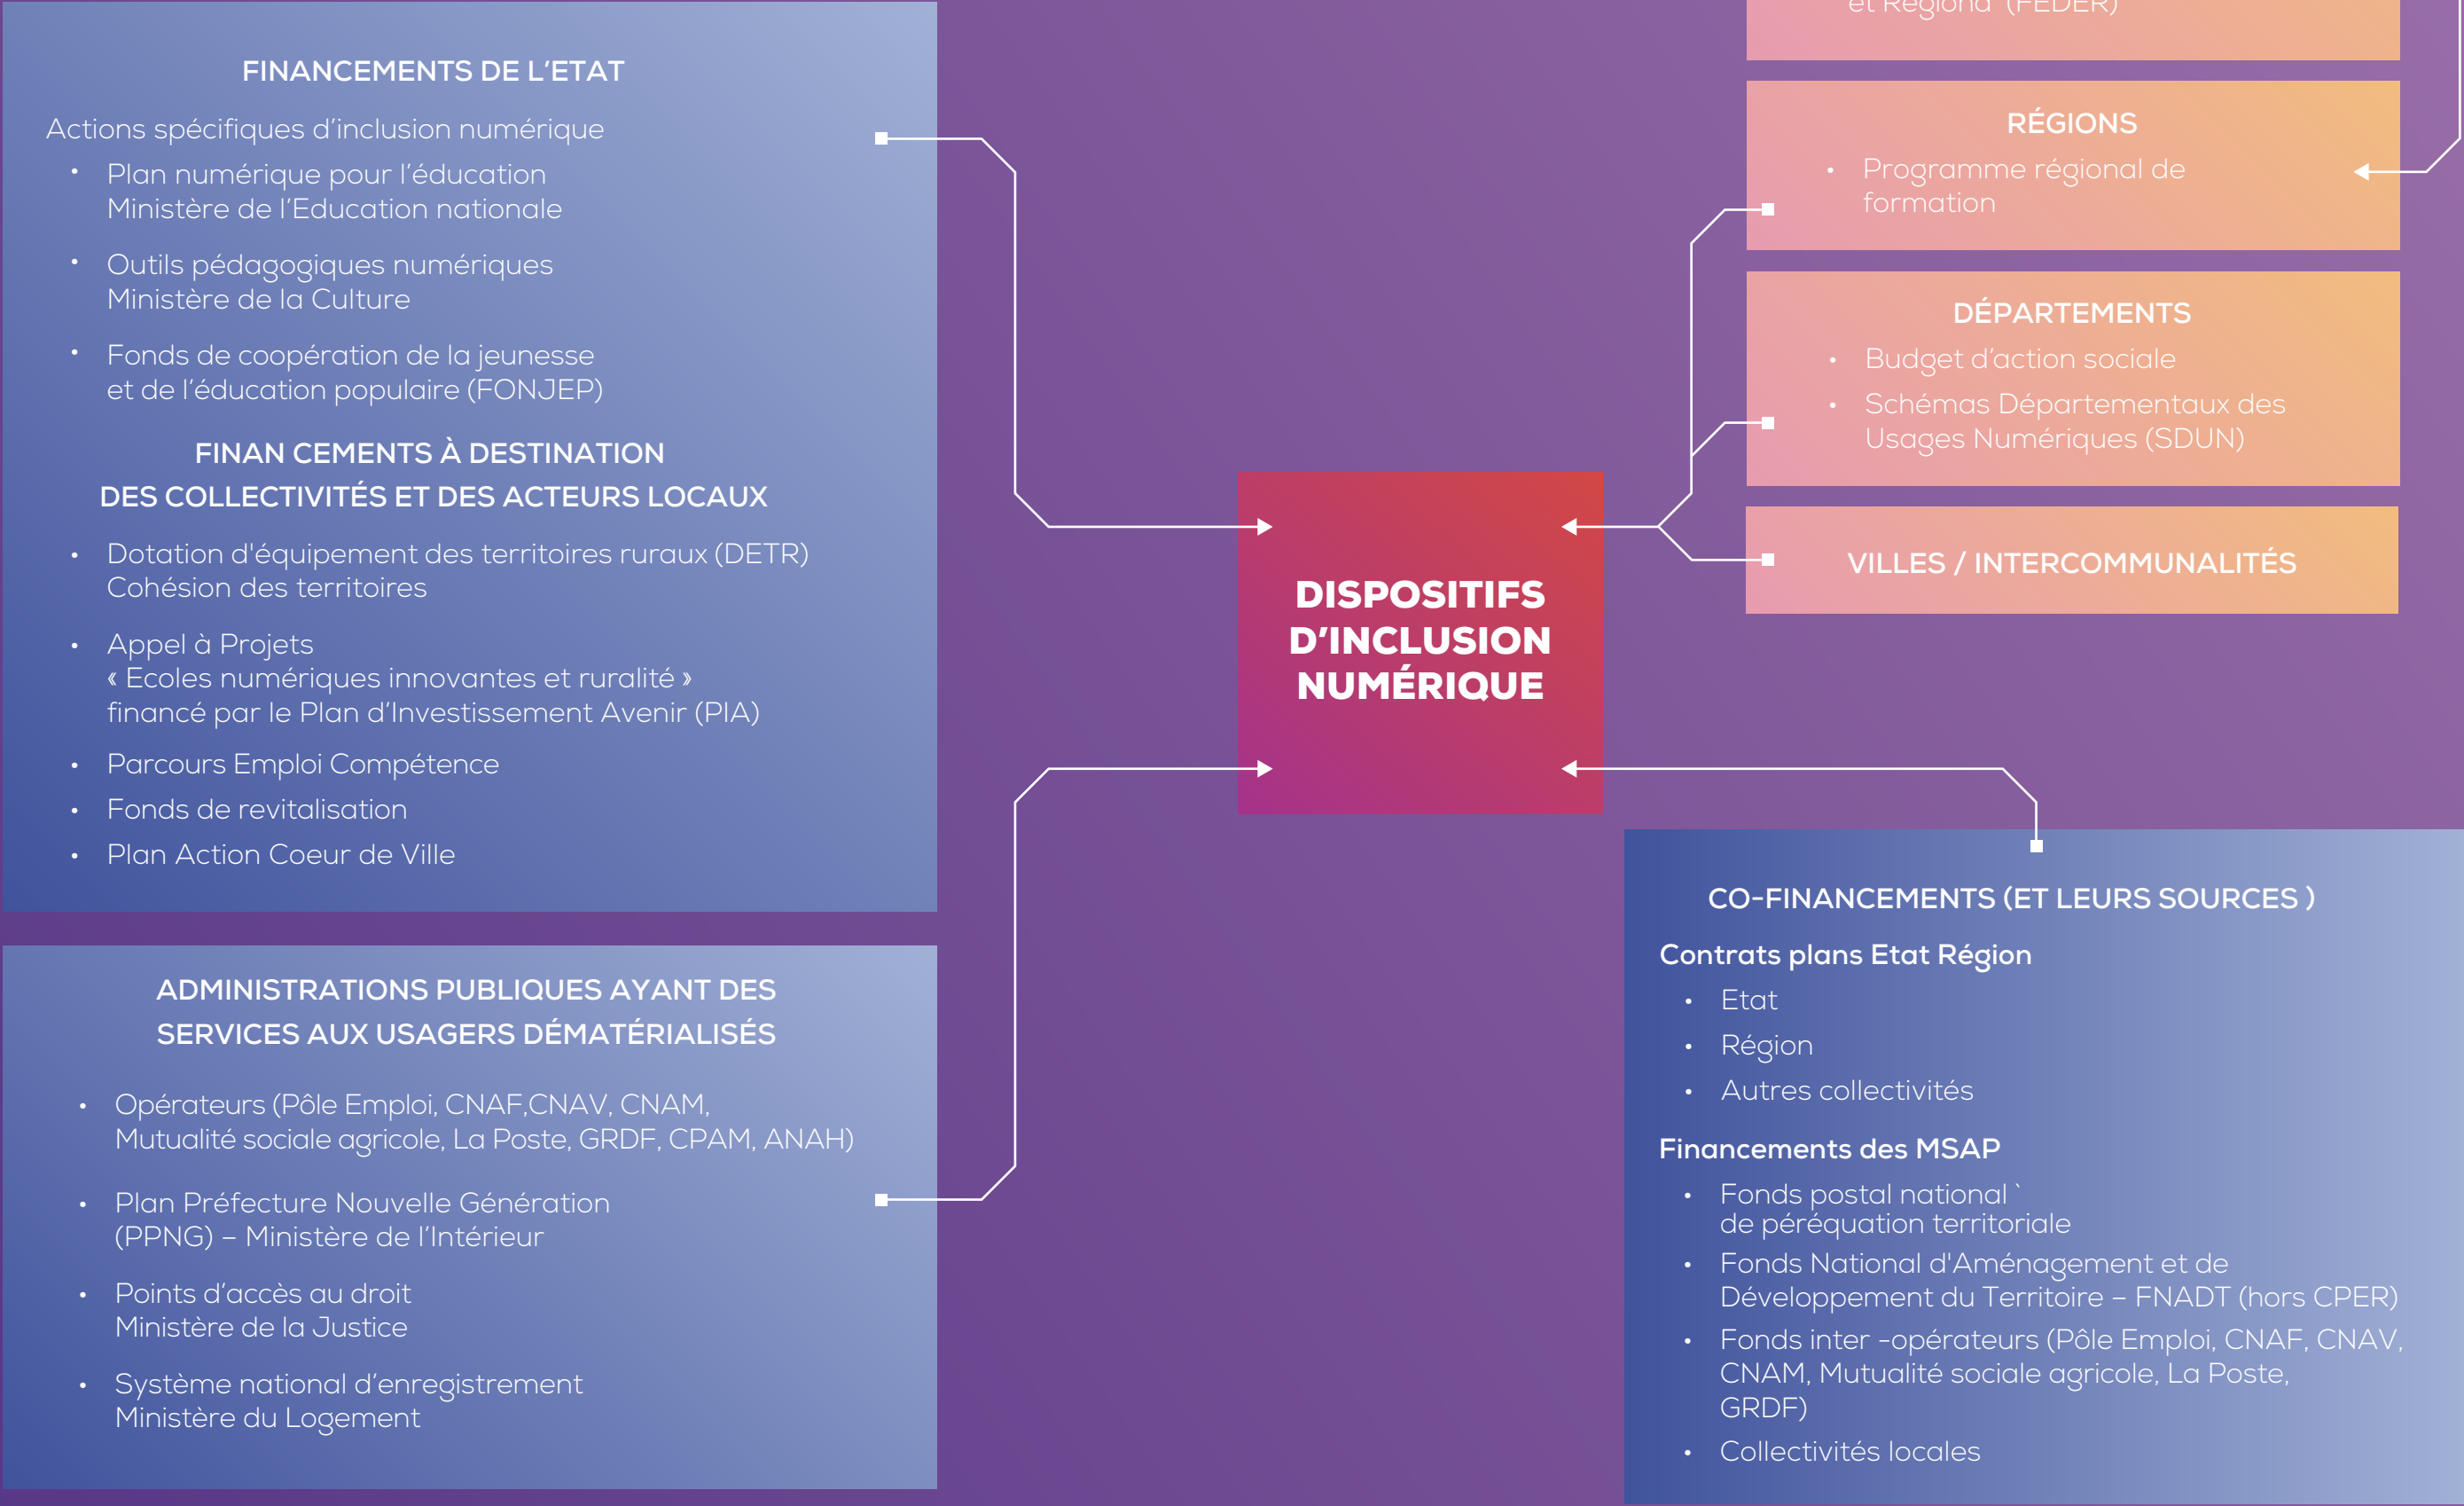 FINANCEMENTS DE L’ETAT
Actions spécifiques d’inclusion numérique
• Plan numérique pour l’éducation
Ministère de l’Education nationale
• Outils pédagogiques numériques
Ministère de la Culture
• Fonds de coopération de la jeunesse
et de l’éducation populaire (FONJEP)
FINAN CEMENTS À DESTINATION
DES COLLECTIVITÉS ET DES ACTEURS LOCAUX
• Dotation d'équipement des territoires ruraux (DETR)
Cohésion des territoires
• Appel à Projets
« Ecoles numériques innovantes et ruralité »
financé par le Plan d’Investissement Avenir (PIA)
• Parcours Emploi Compétence
• Fonds de revitalisation
• Plan Action Coeur de Ville
ADMINISTRATIONS PUBLIQUES AYANT DES
SERVICES AUX USAGERS DÉMATÉRIALISÉS
• Opérateurs (Pôle Emploi, CNAF,CNAV, CNAM,
Mutualité sociale agricole, La Poste, GRDF, CPAM, ANAH)
• Plan Préfecture Nouvelle Génération
(PPNG) – Ministère de l’Intérieur
• Points d’accès au droit
Ministère de la Justice
• Système national d’enregistrement
Ministère du Logement
DISPOSITIFS
D’INCLUSION
NUMÉRIQUE
et Régiona (FEDER)
RÉGIONS
• Programme régional de
formation
DÉPARTEMENTS
• Budget d’action sociale
• Schémas Départementaux des
Usages Numériques (SDUN)
VILLES / INTERCOMMUNALITÉS
CO-FINANCEMENTS (ET LEURS SOURCES )
Contrats plans Etat Région
• Etat
• Région
• Autres collectivités
Financements des MSAP
• Fonds postal national `
de péréquation territoriale
• Fonds National d'Aménagement et de
Développement du Territoire – FNADT (hors CPER)
• Fonds inter -opérateurs (Pôle Emploi, CNAF, CNAV,
CNAM, Mutualité sociale agricole, La Poste,
GRDF)
• Collectivités locales